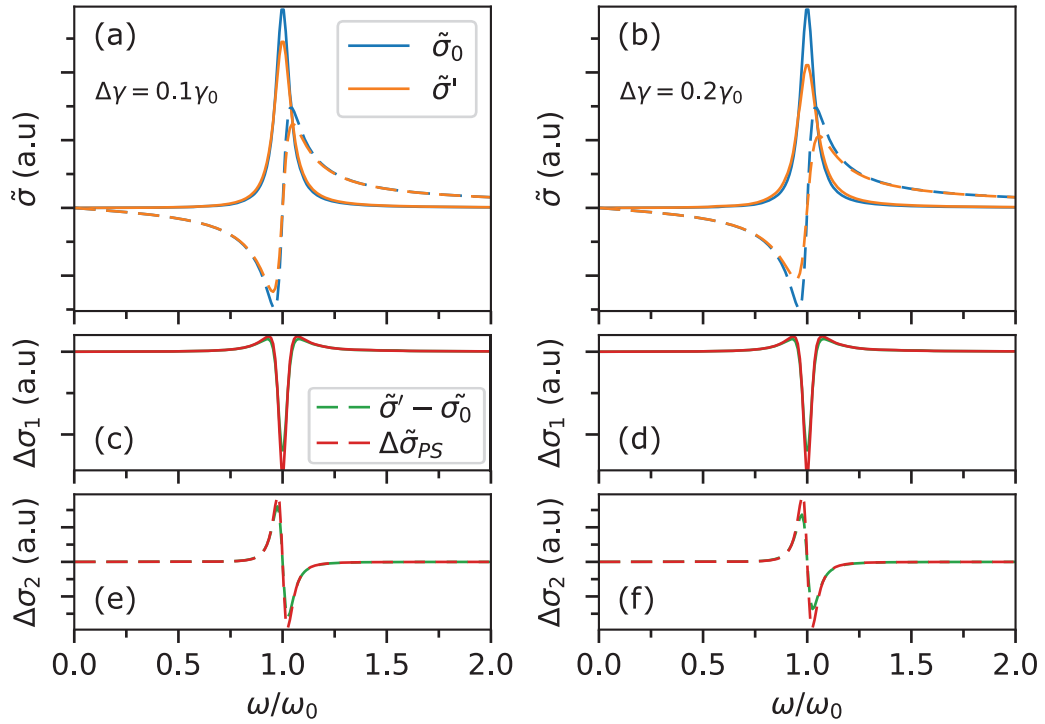 (a)
Δγ = 0.1γ₀
σ̃₀
σ̃'
σ̃ (a.u)
(b)
Δγ = 0.2γ₀
σ̃ (a.u)
Δσ₁ (a.u)
(c)
σ̃′ − σ̃₀
Δσ̃_PS
Δσ₁ (a.u)
(d)
Δσ₂ (a.u)
(e)
0.0 0.5 1.0 1.5 2.0
ω/ω₀
Δσ₂ (a.u)
(f)
0.0 0.5 1.0 1.5 2.0
ω/ω₀